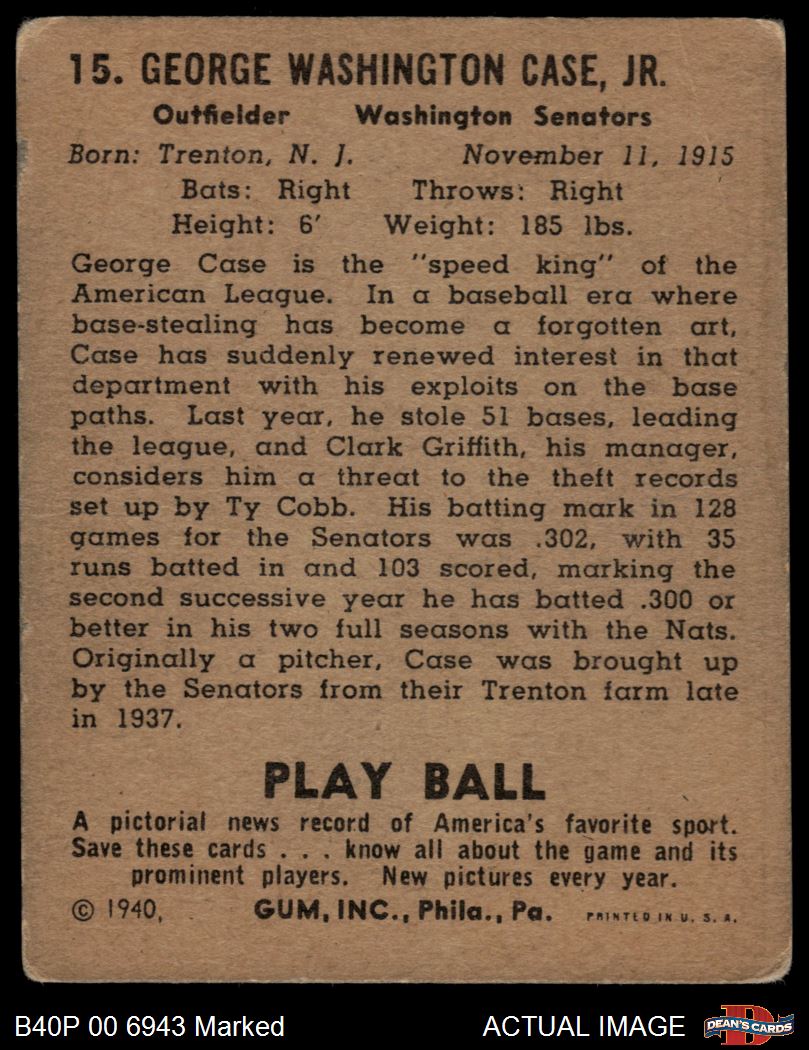 15. GEORGE WASHINGTON CASE, JR.
Outfielder Washington Senators
Born: Trenton, N. J. November 11, 1915
Bats: Right Throws: Right
Height: 6' Weight: 185 lbs.
George Case is the "speed king" of the
American League. In a baseball era where
base-stealing has become a forgotten art,
Case has suddenly renewed interest in that
department with his exploits on the base
paths. Last year, he stole 51 bases, leading
the league, and Clark Griffith, his manager,
considers him a threat to the theft records
set up by Ty Cobb. His batting mark in 128
games for the Senators was .302, with 35
runs batted in and 103 scored, marking the
second successive year he has batted .300 or
better in his two full seasons with the Nats.
Originally a pitcher, Case was brought up
by the Senators from their Trenton farm late
in 1937.
PLAY BALL
A pictorial news record of America's favorite sport.
Save these cards . . . know all about the game and its
prominent players. New pictures every year.
© 1940, GUM, INC., Phila., Pa. PRINTED IN U. S. A.
B40P 00 6943 Marked ACTUAL IMAGE D DEAN'S CARDS